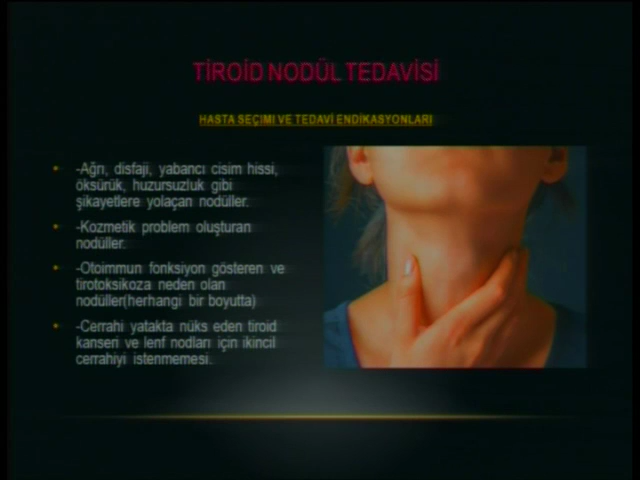 TİROİD NODÜL TEDAVİSİ
HASTA SEÇIMI VE TEDAVİ ENDİKASYONLARI
• -Ağrı, disfaji, yabancı cisim hissi,
öksürük, huzursuzluk gibi
şikayetlere yolaçan nodüller.
• -Kozmetik problem oluşturan
nodüller.
• -Otoimmun fonksiyon gösteren ve
tirotoksikoza neden olan
nodüller(herhangi bir boyutta)
• -Cerrahi yatakta nüks eden tiroid
kanseri ve lenf nodları için ikincil
cerrahiyi istenmemesi.